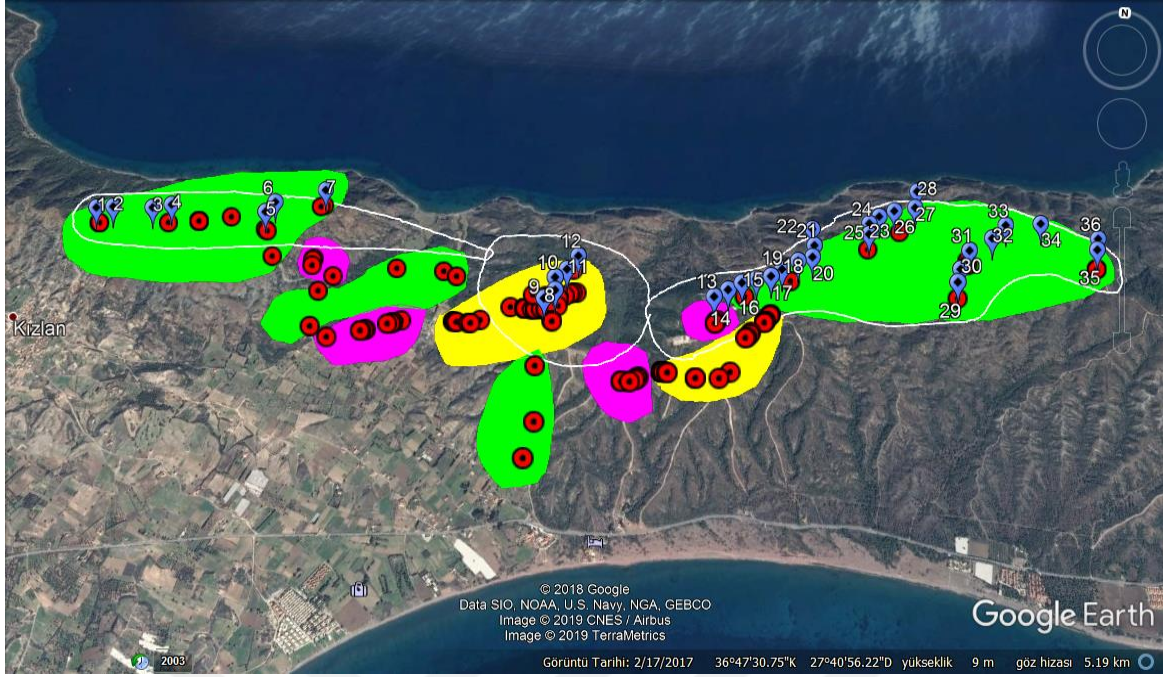 N
28
7
6
1 2 3 4
5
24
27
22 21
25 23 26
33
36
32
34
12
31
19
10 11
18
20
30
13
15
17
35
9 8
16
29
14
Kızlan
© 2018 Google
Data SIO, NOAA, U.S. Navy, NGA, GEBCO
Image © 2019 CNES / Airbus
Image © 2019 TerraMetrics
Google Earth
2003
Görüntü Tarihi: 2/17/2017 36°47'30.75"K 27°40'56.22"D yükseklik 9 m göz hizası 5.19 km